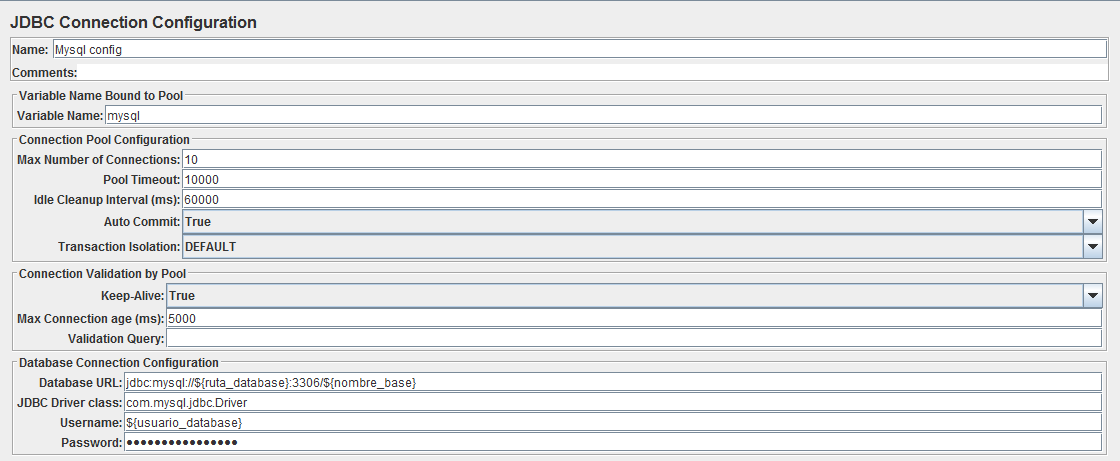 JDBC Connection Configuration
Name: Mysql config
Comments:
Variable Name Bound to Pool
Variable Name: mysql
Connection Pool Configuration
Max Number of Connections: 10
Pool Timeout: 10000
Idle Cleanup Interval (ms): 60000
Auto Commit: True
Transaction Isolation: DEFAULT
Connection Validation by Pool
Keep-Alive: True
Max Connection age (ms): 5000
Validation Query:
Database Connection Configuration
Database URL: jdbc:mysql://${ruta_database}:3306/${nombre_base}
JDBC Driver class: com.mysql.jdbc.Driver
Username: ${usuario_database}
Password: ●●●●●●●●●●●●●●●●